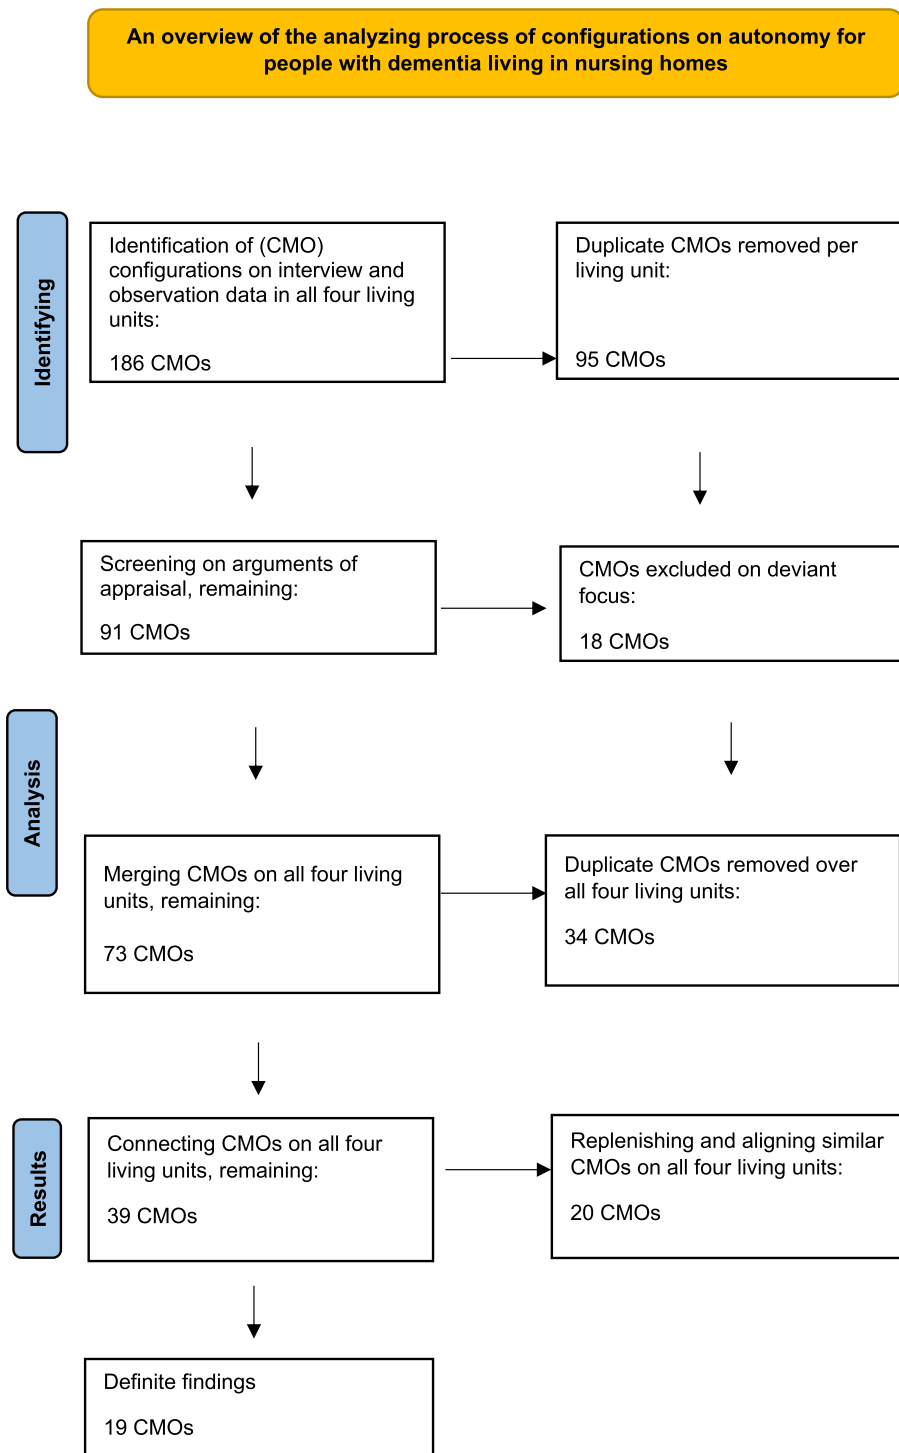 An overview of the analyzing process of configurations on autonomy for
people with dementia living in nursing homes
Identifying
Identification of (CMO)
configurations on interview and
observation data in all four living
units:
186 CMOs
Duplicate CMOs removed per
living unit:
95 CMOs
Screening on arguments of
appraisal, remaining:
91 CMOs
CMOs excluded on deviant
focus:
18 CMOs
Analysis
Merging CMOs on all four living
units, remaining:
73 CMOs
Duplicate CMOs removed over
all four living units:
34 CMOs
Results
Connecting CMOs on all four
living units, remaining:
39 CMOs
Replenishing and aligning similar
CMOs on all four living units:
20 CMOs
Definite findings
19 CMOs